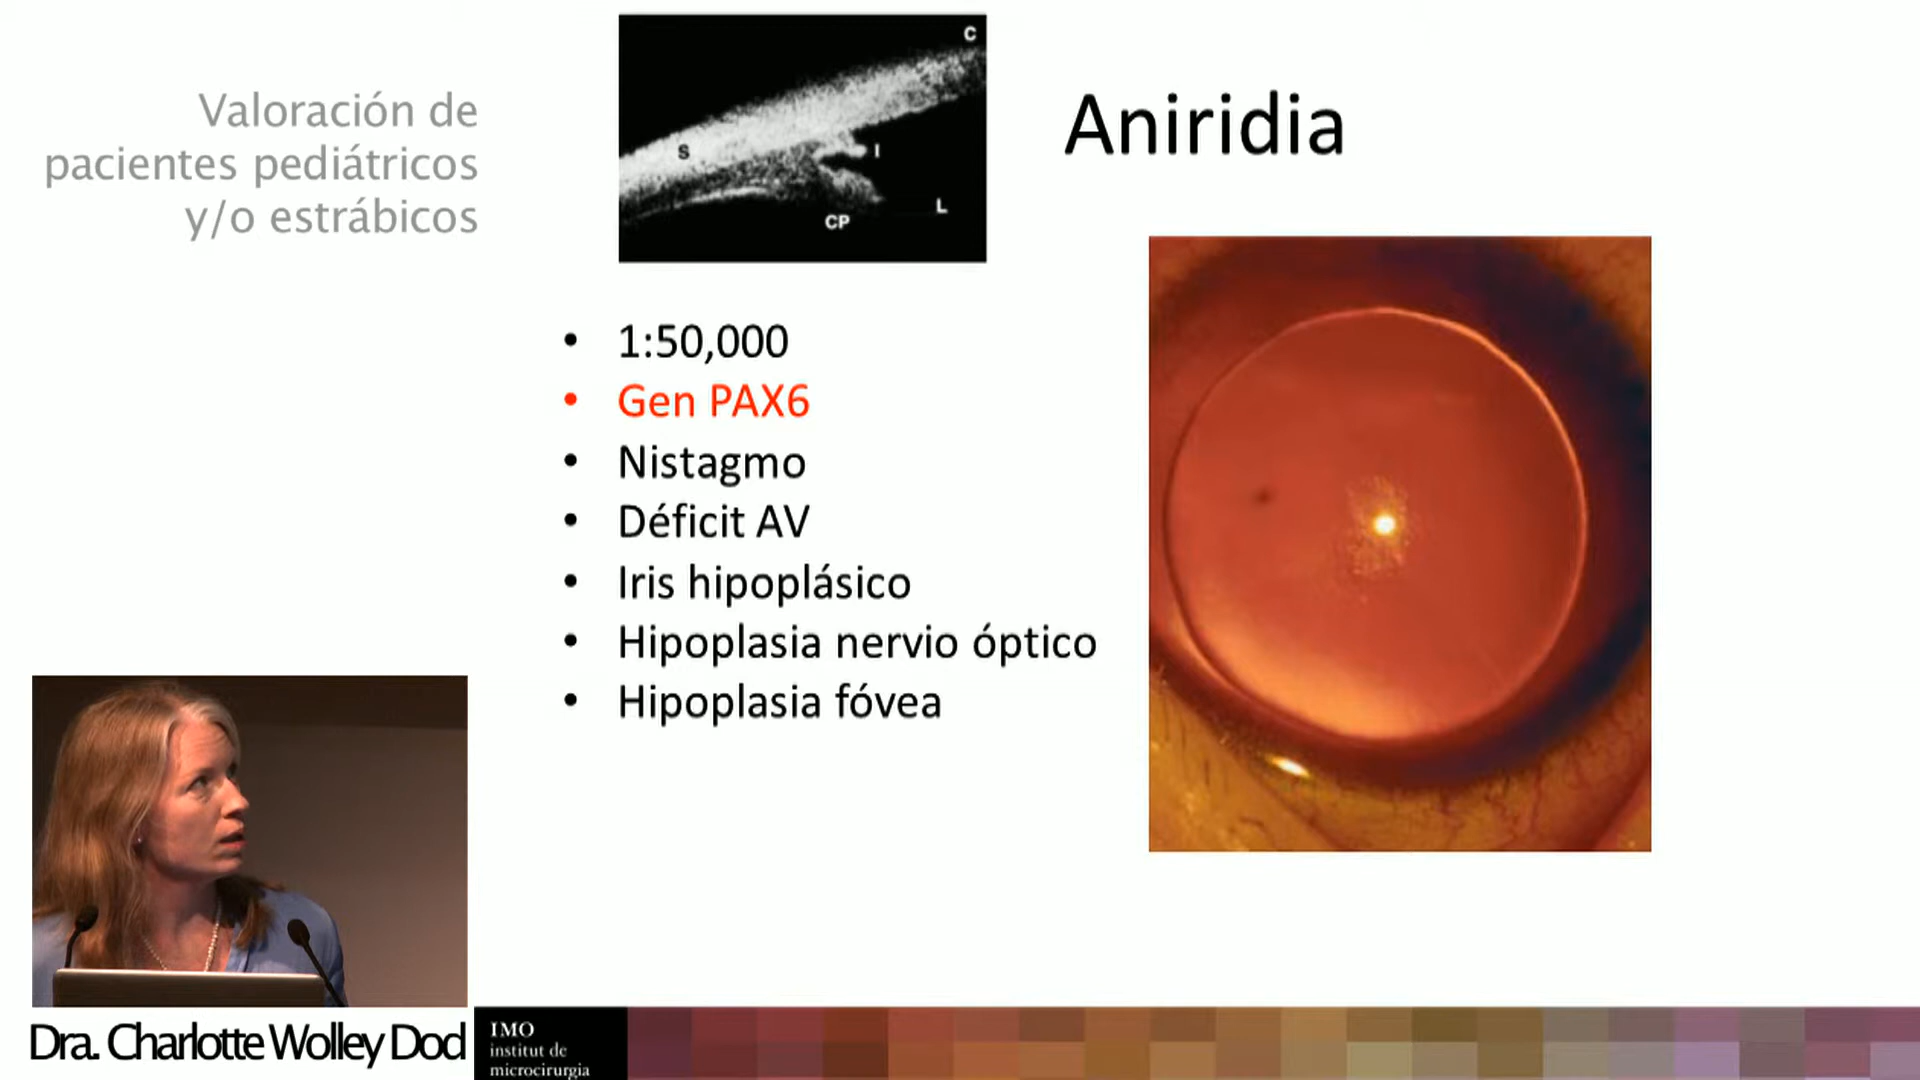 Valoración de
pacientes pediátricos
y/o estrábicos
C
S
I
L
CP
Aniridia
• 1:50,000
• Gen PAX6
• Nistagmo
• Déficit AV
• Iris hipoplásico
• Hipoplasia nervio óptico
• Hipoplasia fóvea
Dra. Charlotte Wolley Dod
IMO
institut de
microcirurgia